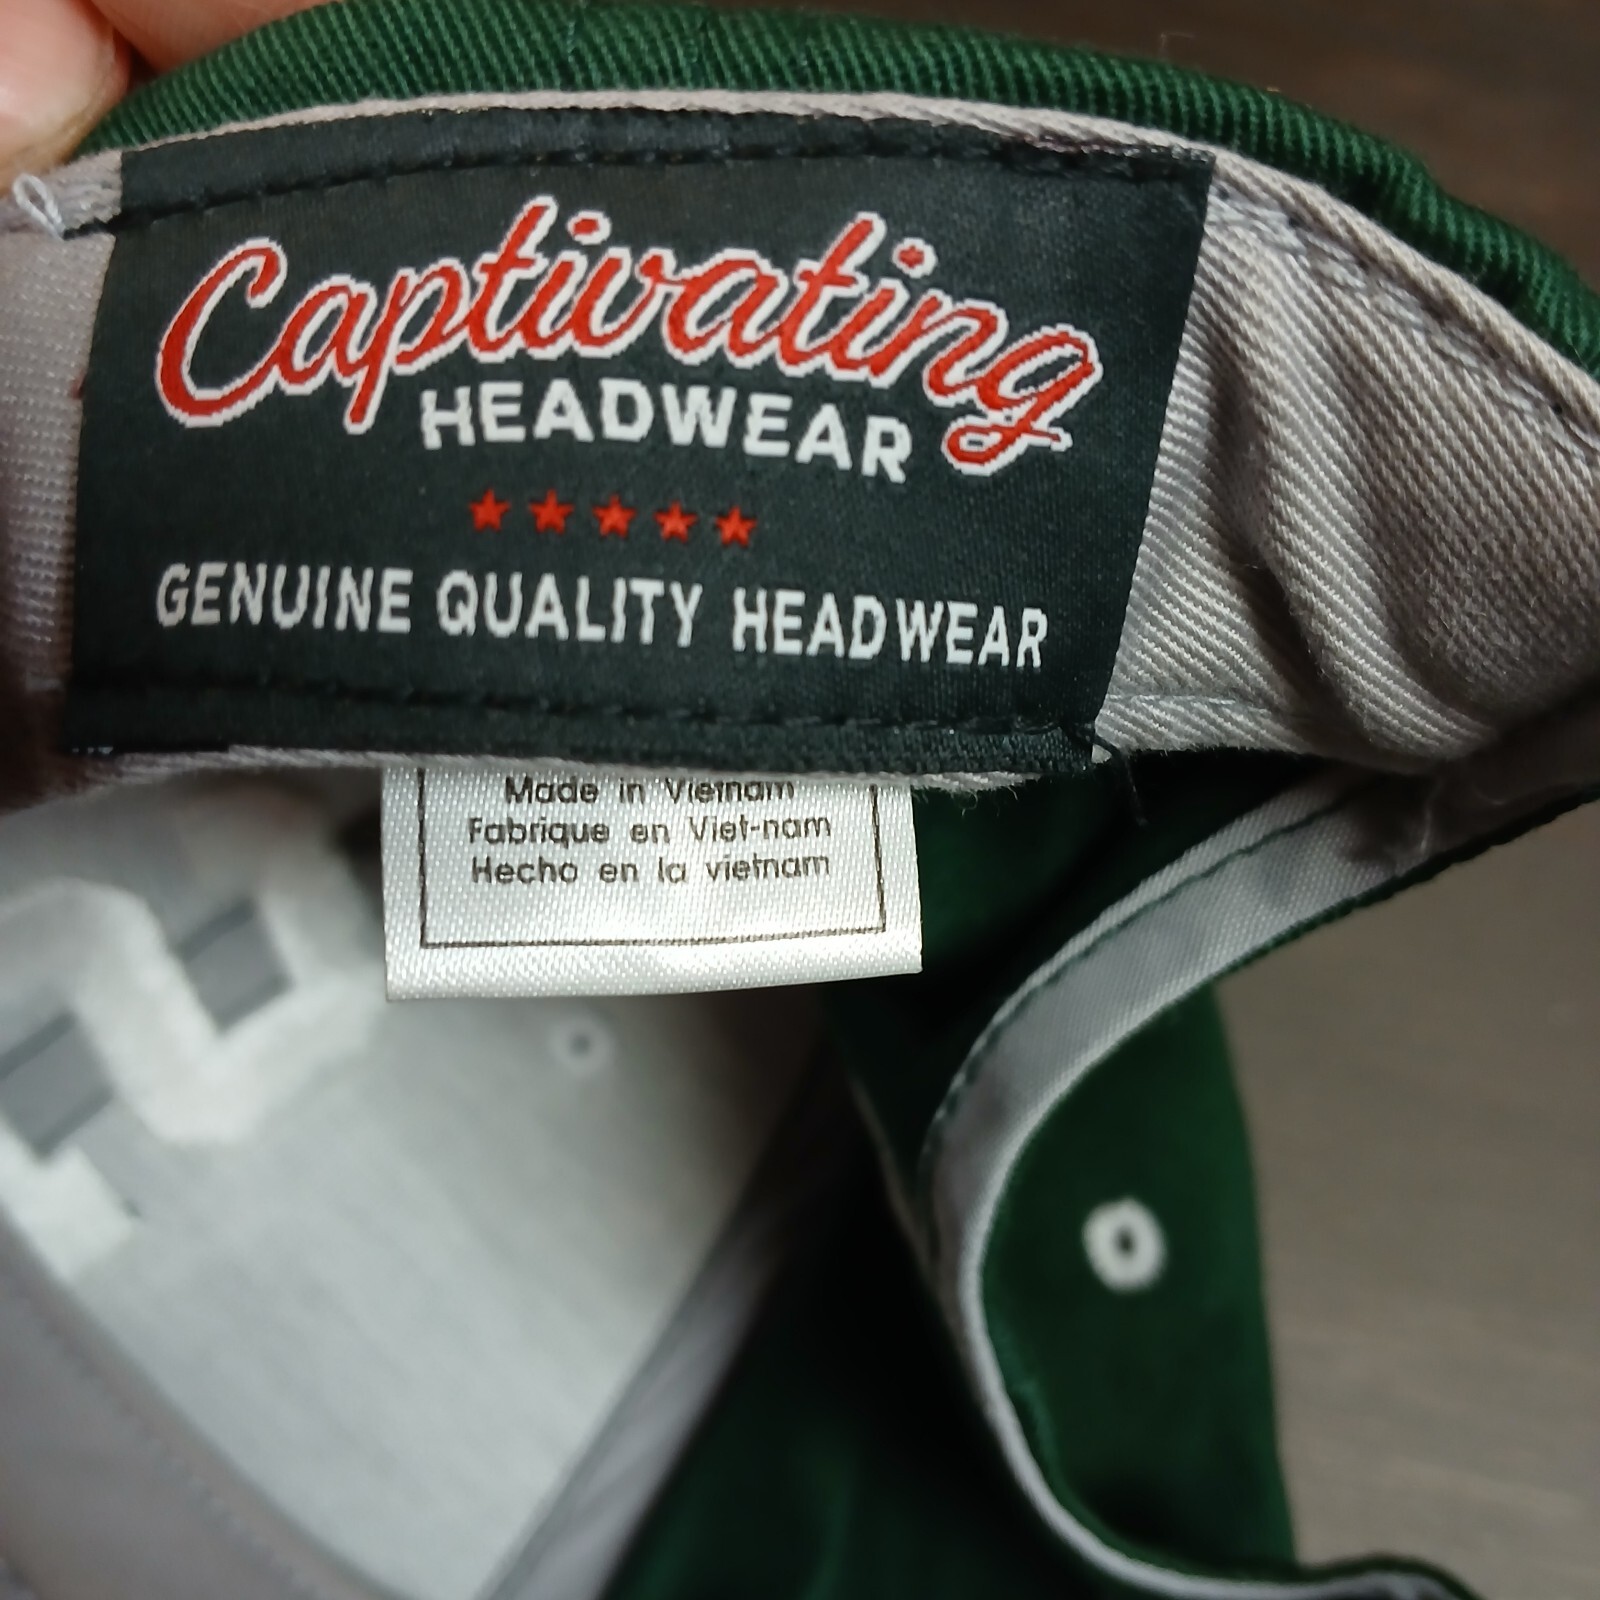 Captivating
HEADWEAR
GENUINE QUALITY HEADWEAR
Made in Vietnam
Fabrique en Viet-nam
Hecho en la vietnam